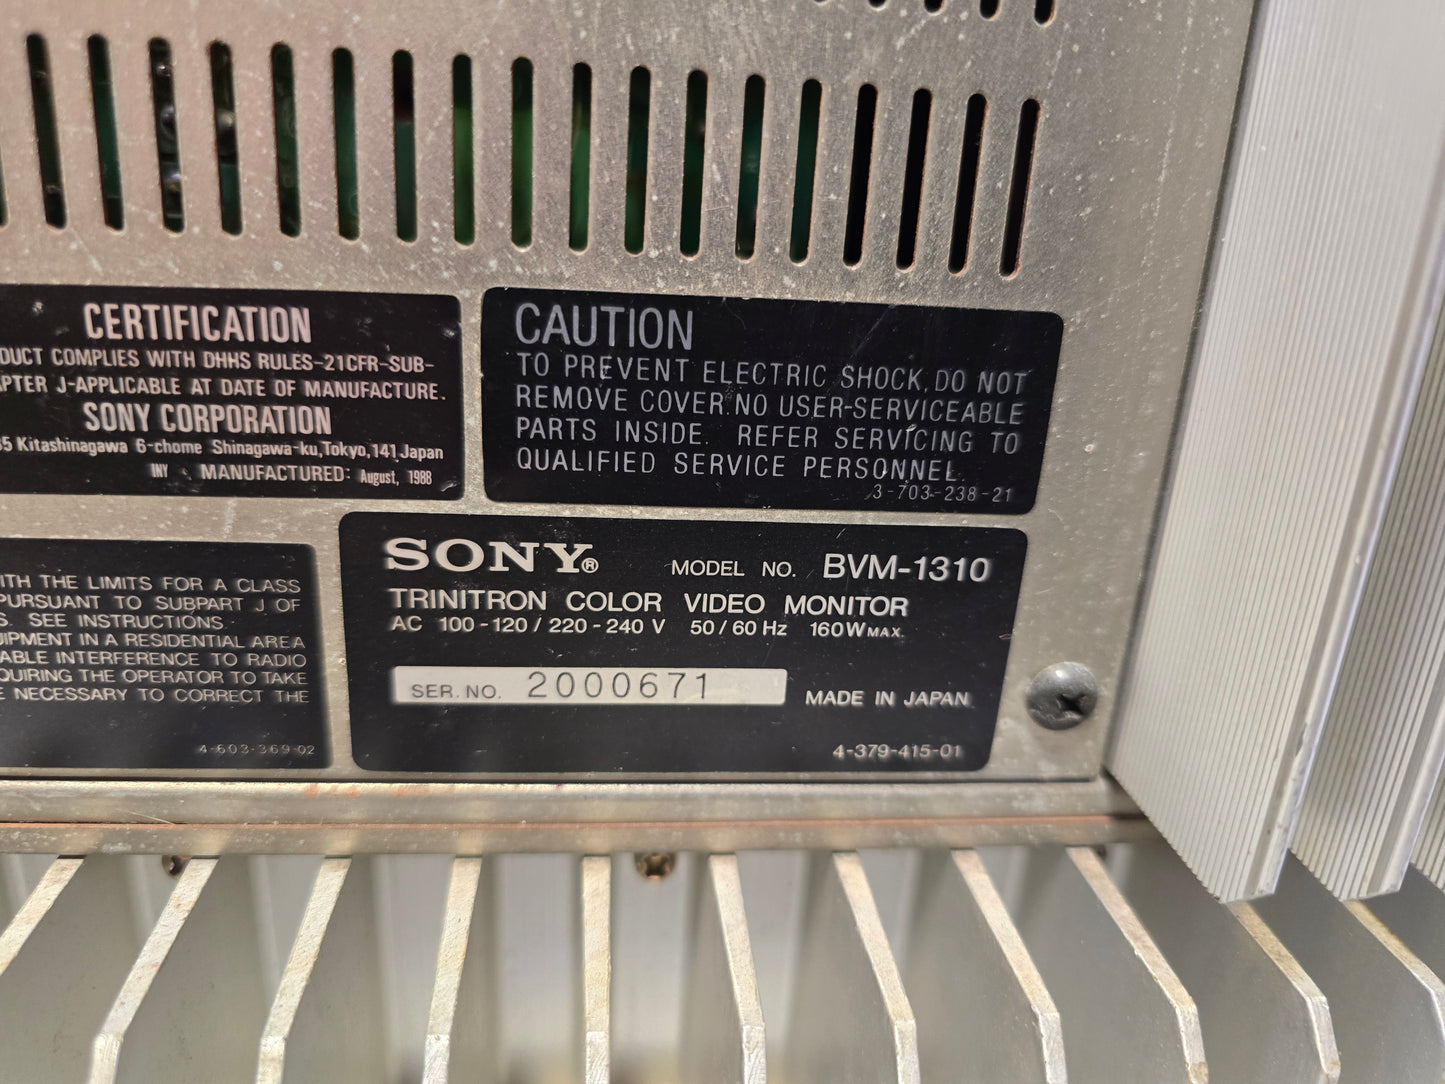 CERTIFICATION
DUCT COMPLIES WITH DHHS RULES-21CFR-SUB-
APTER J-APPLICABLE AT DATE OF MANUFACTURE.
SONY CORPORATION
35 Kitashinagawa 6-chome Shinagawa-ku,Tokyo,141,Japan
INY MANUFACTURED: August, 1988
CAUTION
TO PREVENT ELECTRIC SHOCK, DO NOT
REMOVE COVER. NO USER-SERVICEABLE
PARTS INSIDE. REFER SERVICING TO
QUALIFIED SERVICE PERSONNEL.
3-703-238-21
ITH THE LIMITS FOR A CLASS
PURSUANT TO SUBPART J OF
S. SEE INSTRUCTIONS.
UIPMENT IN A RESIDENTIAL AREA
ABLE INTERFERENCE TO RADIO
QUIRING THE OPERATOR TO TAKE
E NECESSARY TO CORRECT THE
4-603-369-02
SONY® MODEL NO. BVM-1310
TRINITRON COLOR VIDEO MONITOR
AC 100-120/220-240 V 50/60 Hz 160W MAX.
SER. NO. 2000671
MADE IN JAPAN
4-379-415-01